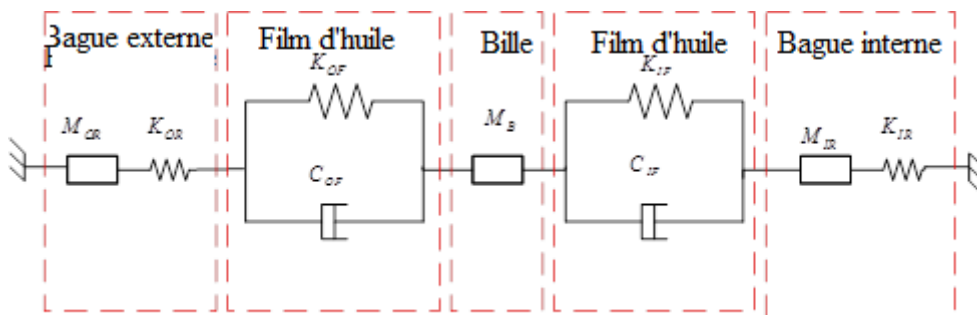 Bague externe
Film d'huile
Bille
Film d'huile
Bague interne
K_OF
K_IF
M_OR
K_OR
M_B
M_IR
K_IR
C_OF
C_IF